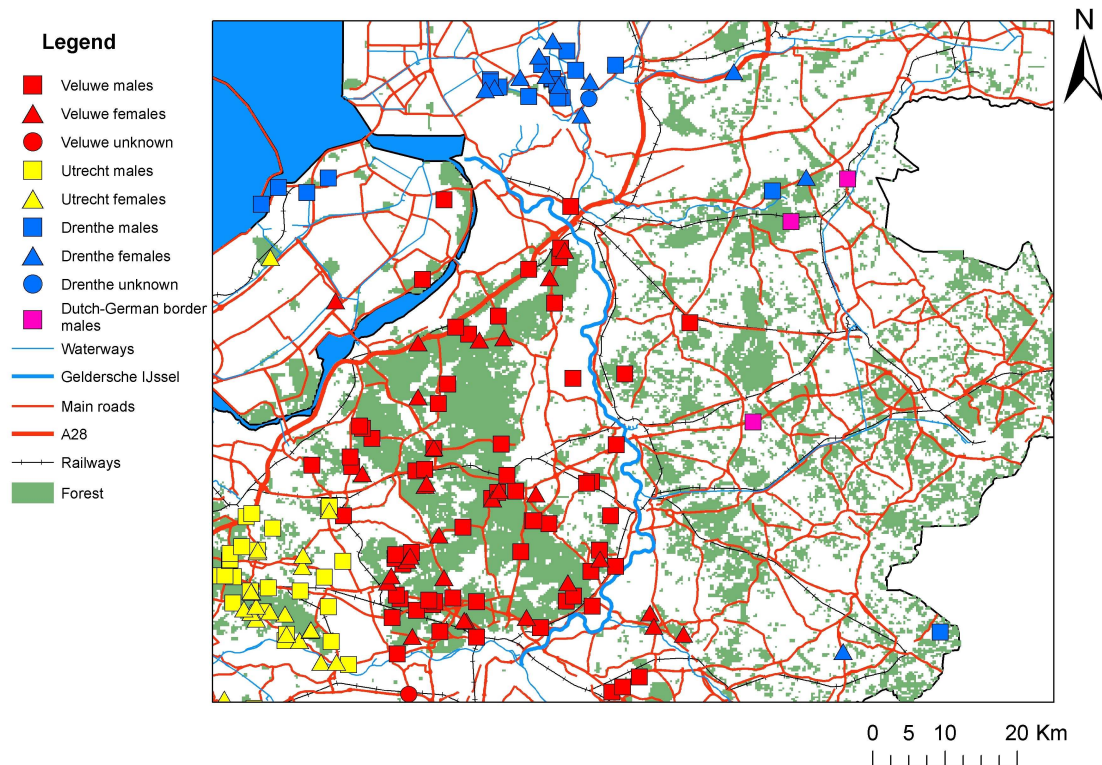 Legend
Veluwe males
Veluwe females
Veluwe unknown
Utrecht males
Utrecht females
Drenthe males
Drenthe females
Drenthe unknown
Dutch-German border
males
Waterways
Geldersche IJssel
Main roads
A28
Railways
Forest
N
0 5 10 20 Km